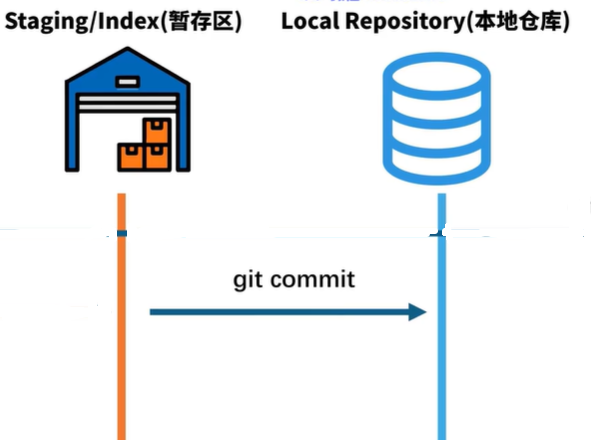 Staging/Index(暂存区)
Local Repository(本地仓库)
git commit